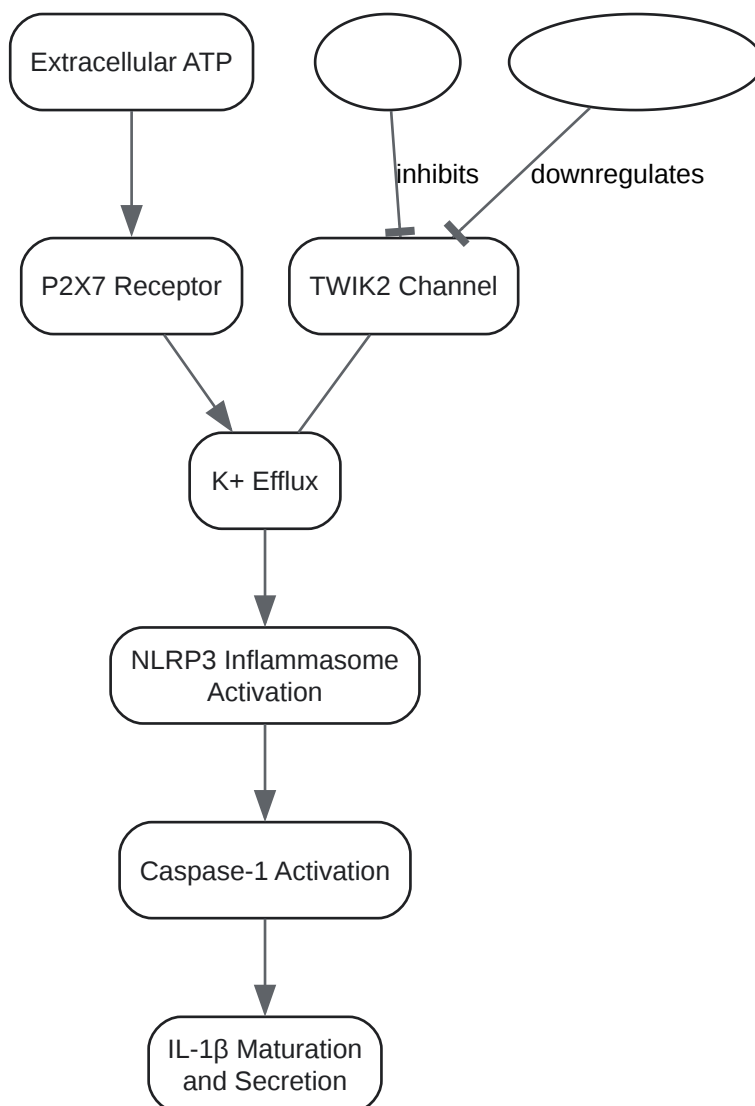 Extracellular ATP
inhibits
downregulates
P2X7 Receptor
TWIK2 Channel
K+ Efflux
NLRP3 Inflammasome
Activation
Caspase-1 Activation
IL-1β Maturation
and Secretion